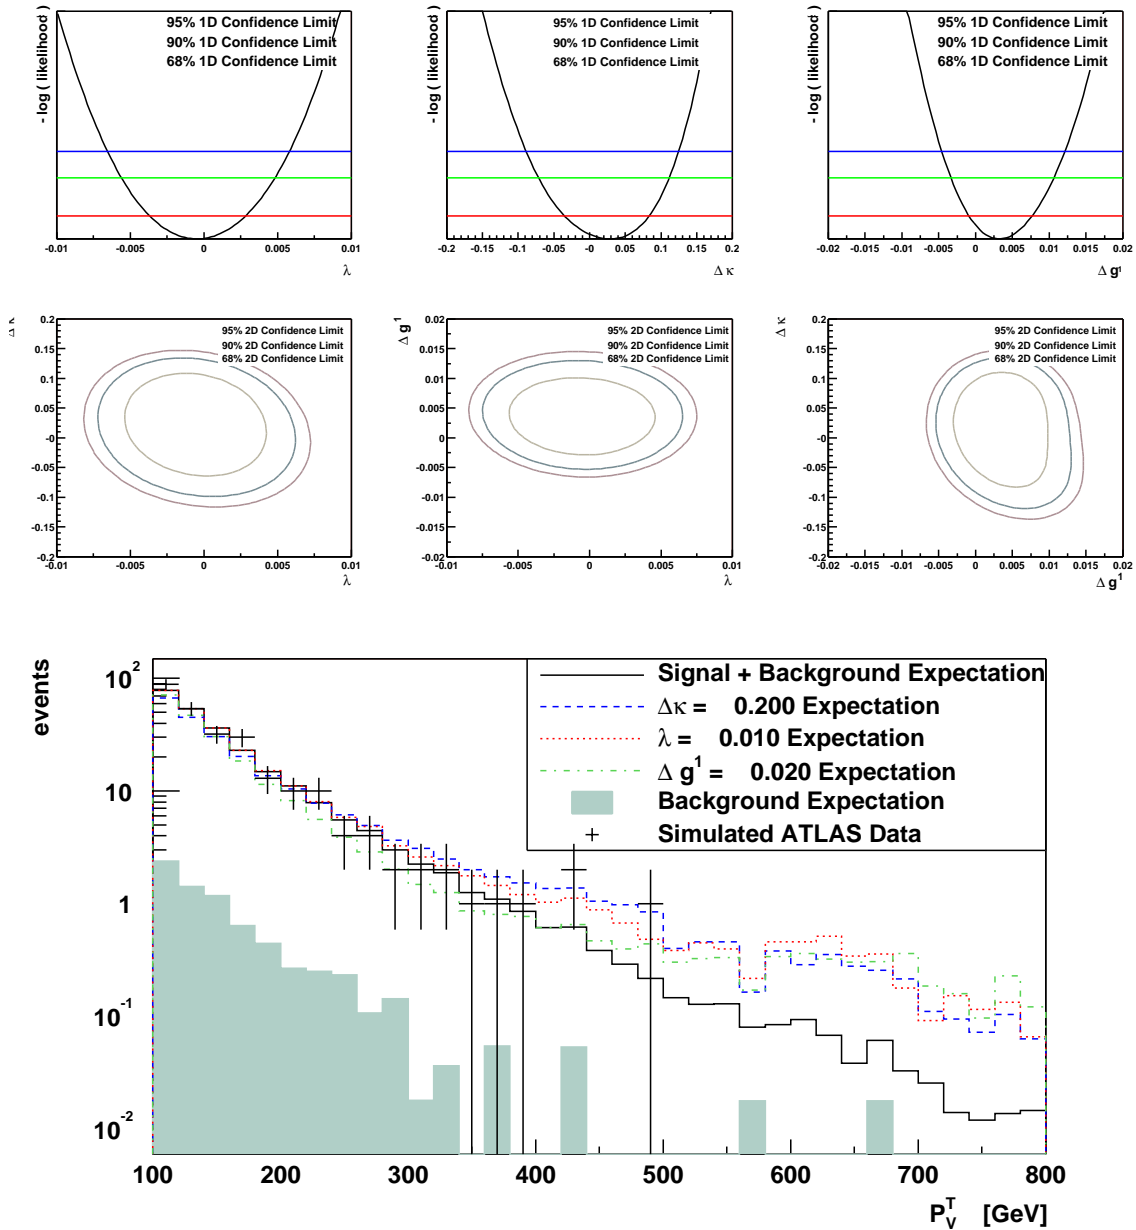 - log ( likelihood )
95% 1D Confidence Limit
90% 1D Confidence Limit
68% 1D Confidence Limit
-0.01 -0.005 0 0.005 0.01
λ
- log ( likelihood )
95% 1D Confidence Limit
90% 1D Confidence Limit
68% 1D Confidence Limit
-0.2 -0.15 -0.1 -0.05 0 0.05 0.1 0.15 0.2
Δ κ
- log ( likelihood )
95% 1D Confidence Limit
90% 1D Confidence Limit
68% 1D Confidence Limit
-0.02 -0.015 -0.01 -0.005 0 0.005 0.01 0.015 0.02
Δ g¹
Δ κ
95% 2D Confidence Limit
90% 2D Confidence Limit
68% 2D Confidence Limit
0.2
0.15
0.1
0.05
-0
-0.05
-0.1
-0.15
-0.2
-0.01 -0.005 0 0.005 0.01
λ
Δ g¹
95% 2D Confidence Limit
90% 2D Confidence Limit
68% 2D Confidence Limit
0.02
0.015
0.01
0.005
0
-0.005
-0.01
-0.015
-0.02
-0.01 -0.005 0 0.005 0.01
λ
Δ κ
95% 2D Confidence Limit
90% 2D Confidence Limit
68% 2D Confidence Limit
0.2
0.15
0.1
0.05
-0
-0.05
-0.1
-0.15
-0.2
-0.02 -0.015 -0.01 -0.005 0 0.005 0.01 0.015 0.02
Δ g¹
events
10²
10
1
10⁻¹
10⁻²
Signal + Background Expectation
Δκ = 0.200 Expectation
λ = 0.010 Expectation
Δ g¹ = 0.020 Expectation
Background Expectation
Simulated ATLAS Data
100 200 300 400 500 600 700 800
P_V^T [GeV]